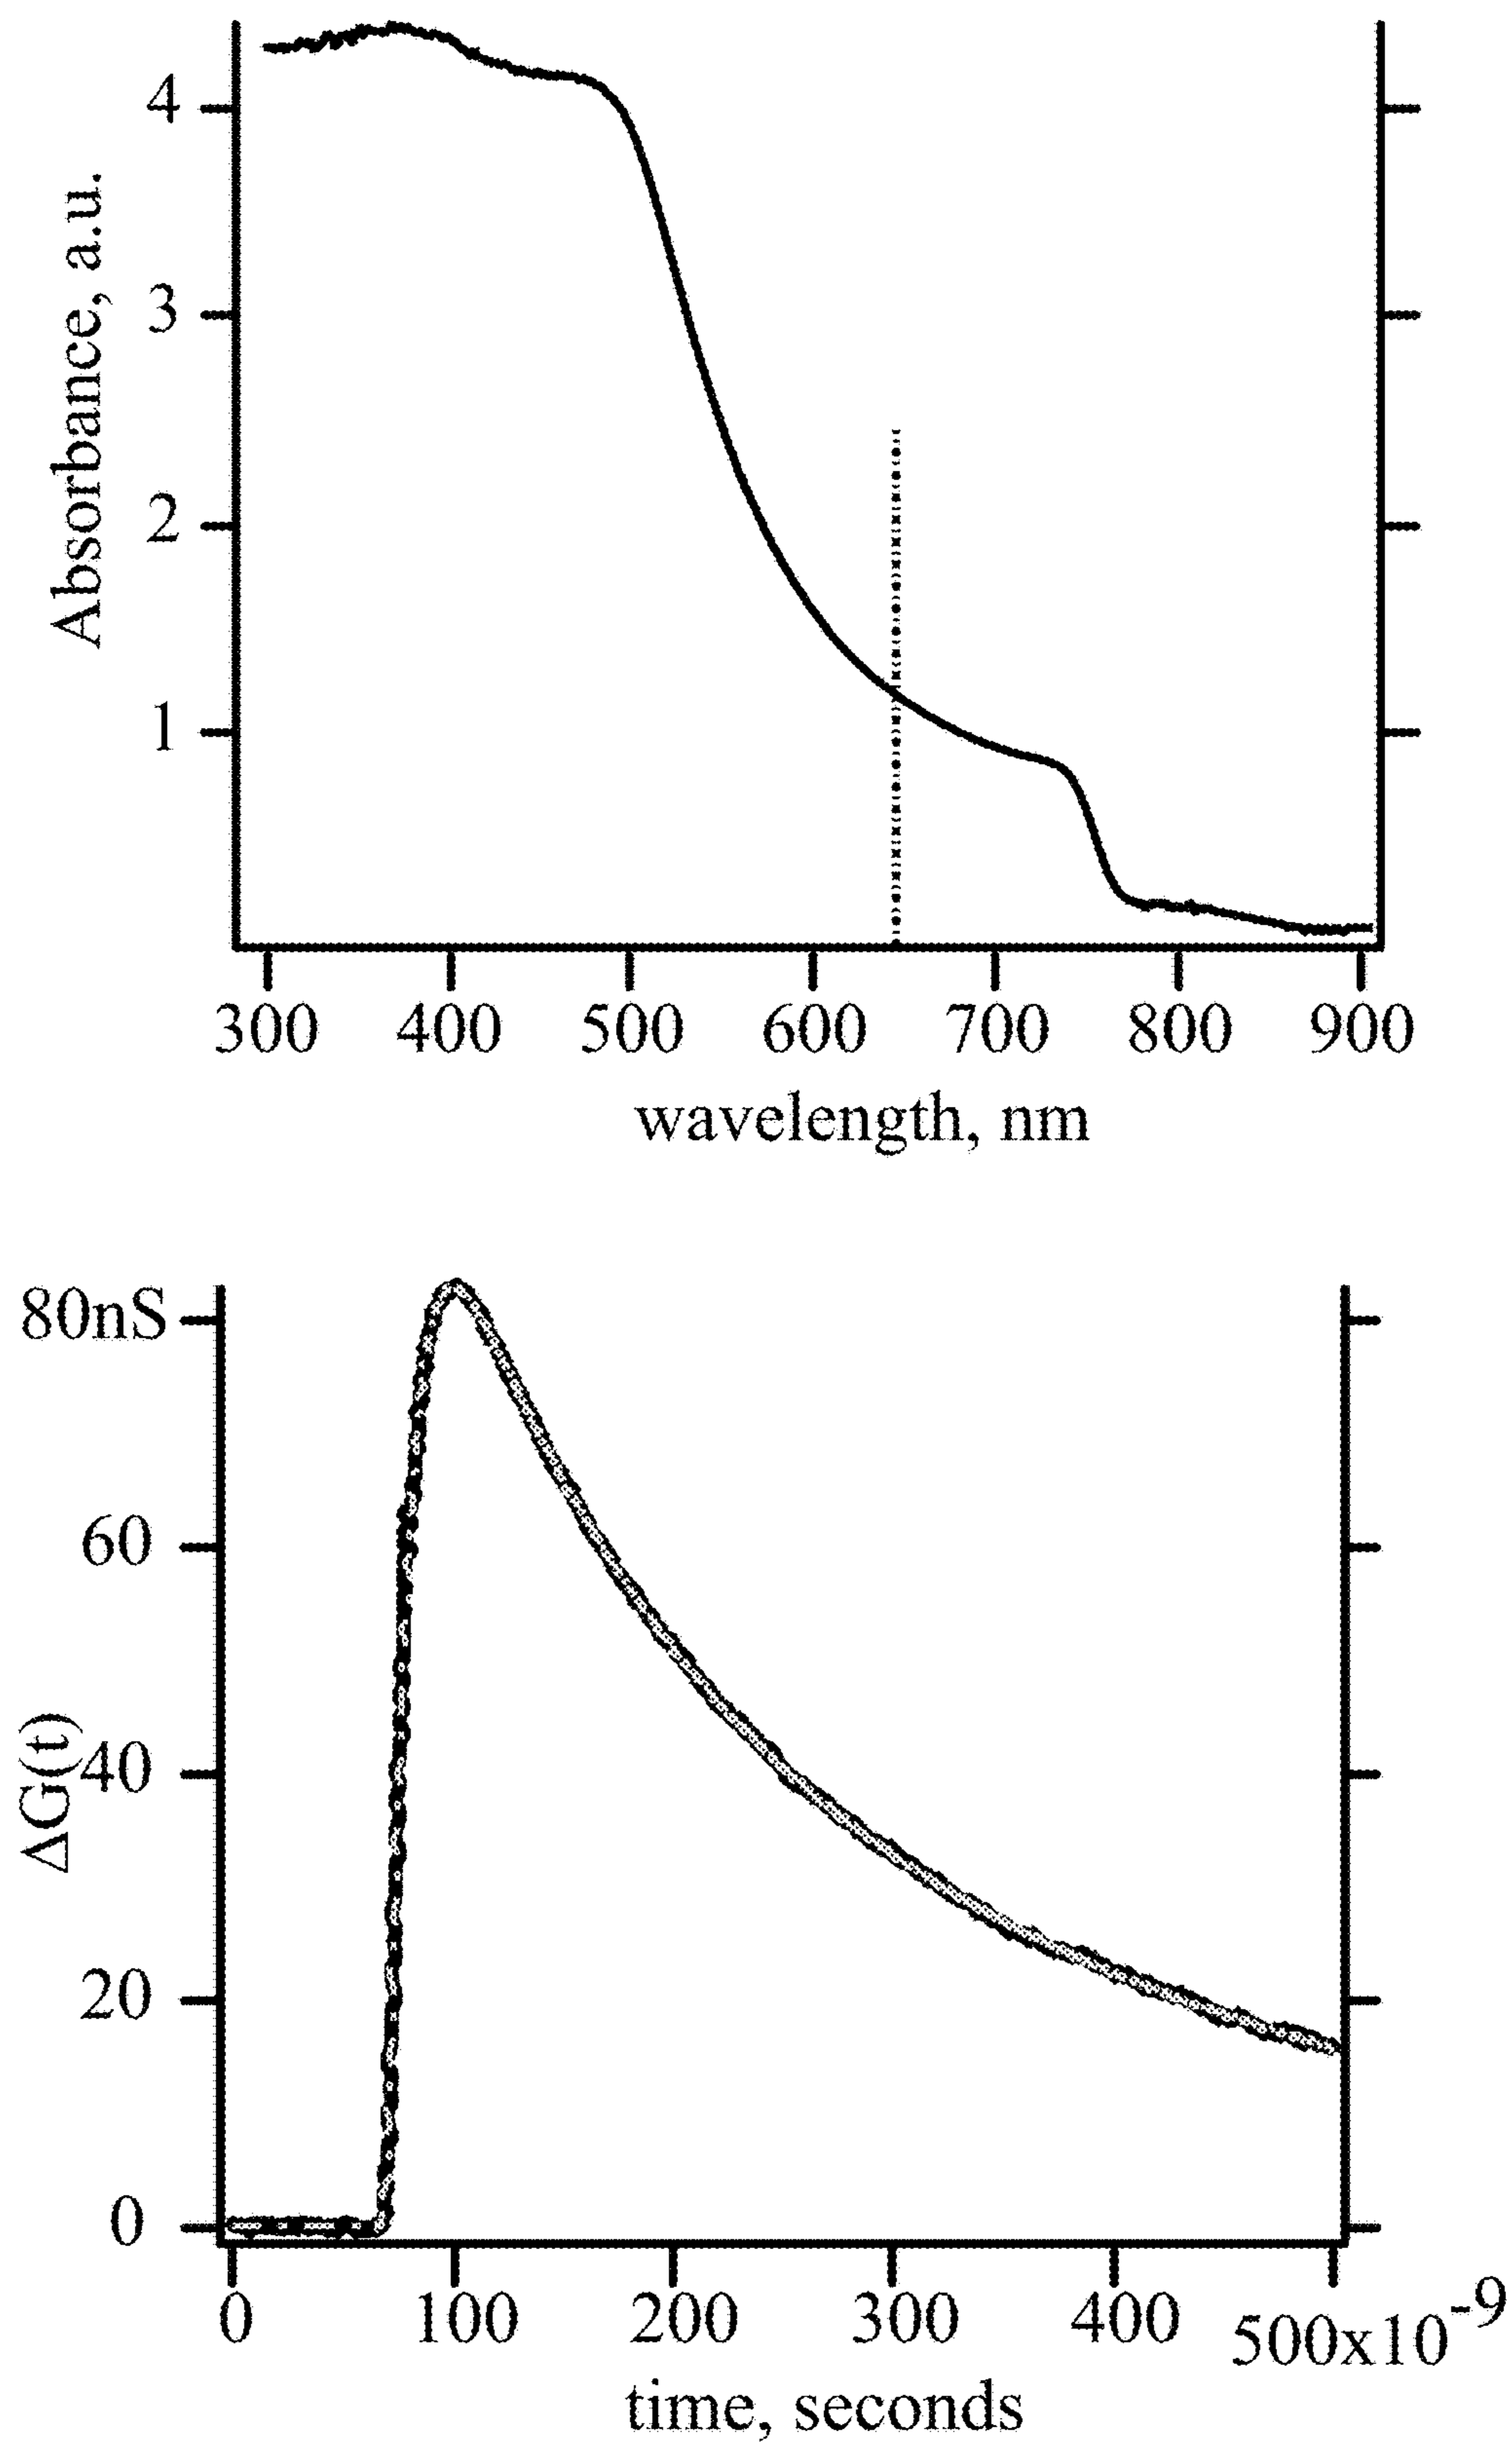 4
3
2
1
Absorbance, a.u.
300 400 500 600 700 800 900
wavelength, nm
80nS
60
40
20
0
ΔG(t)
0 100 200 300 400 500x10⁻⁹
time, seconds